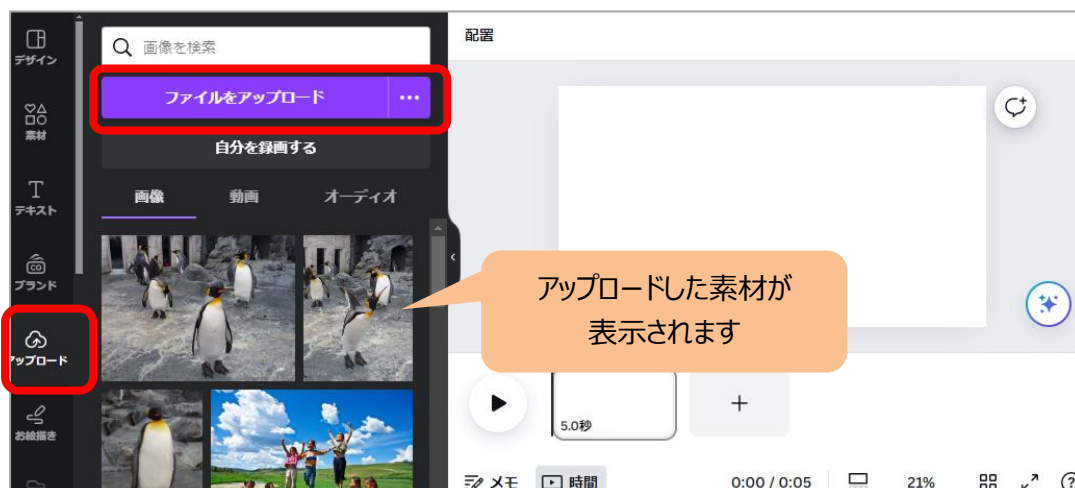 デザイン
素材
テキスト
ブランド
アップロード
お絵描き
画像を検索
ファイルをアップロード
自分を録画する
画像
動画
オーディオ
配置
アップロードした素材が
表示されます
5.0秒
メモ
時間
0:00 / 0:05
21%